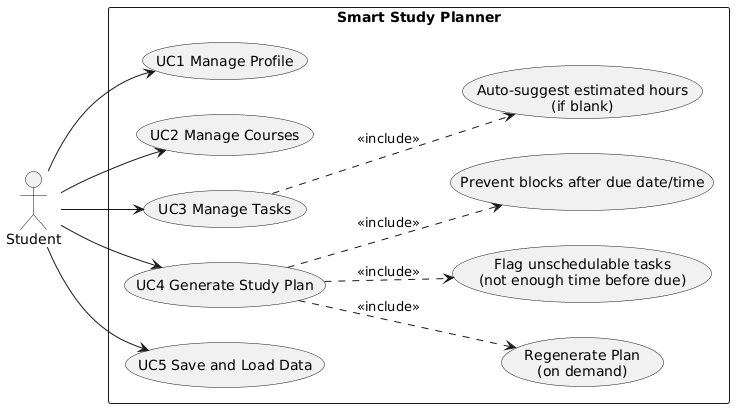 Smart Study Planner
UC1 Manage Profile
Auto-suggest estimated hours
(if blank)
«include»
UC2 Manage Courses
Prevent blocks after due date/time
UC3 Manage Tasks
«include»
Student
Flag unschedulable tasks
(not enough time before due)
«include»
UC4 Generate Study Plan
«include»
Regenerate Plan
(on demand)
UC5 Save and Load Data